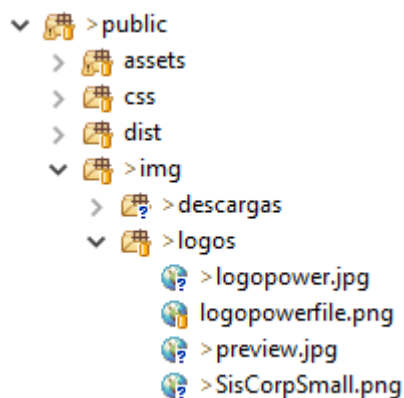 >public
assets
css
dist
>img
>descargas
>logos
>logopower.jpg
logopowerfile.png
>preview.jpg
>SisCorpSmall.png